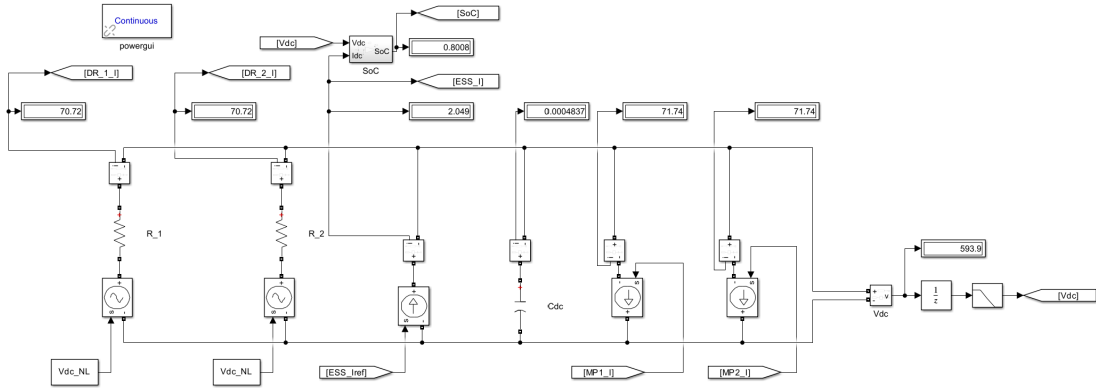 Continuous
powergui
[SoC]
[Vdc]
Vdc
Idc
SoC
SoC
0.8008
[DR_1_I]
[DR_2_I]
[ESS_I]
70.72
70.72
2.049
0.0004837
71.74
71.74
R_1
R_2
Cdc
593.9
v
Vdc
1
z
[Vdc]
s
s
s
s
s
Vdc_NL
Vdc_NL
[ESS_Iref]
[MP1_I]
[MP2_I]